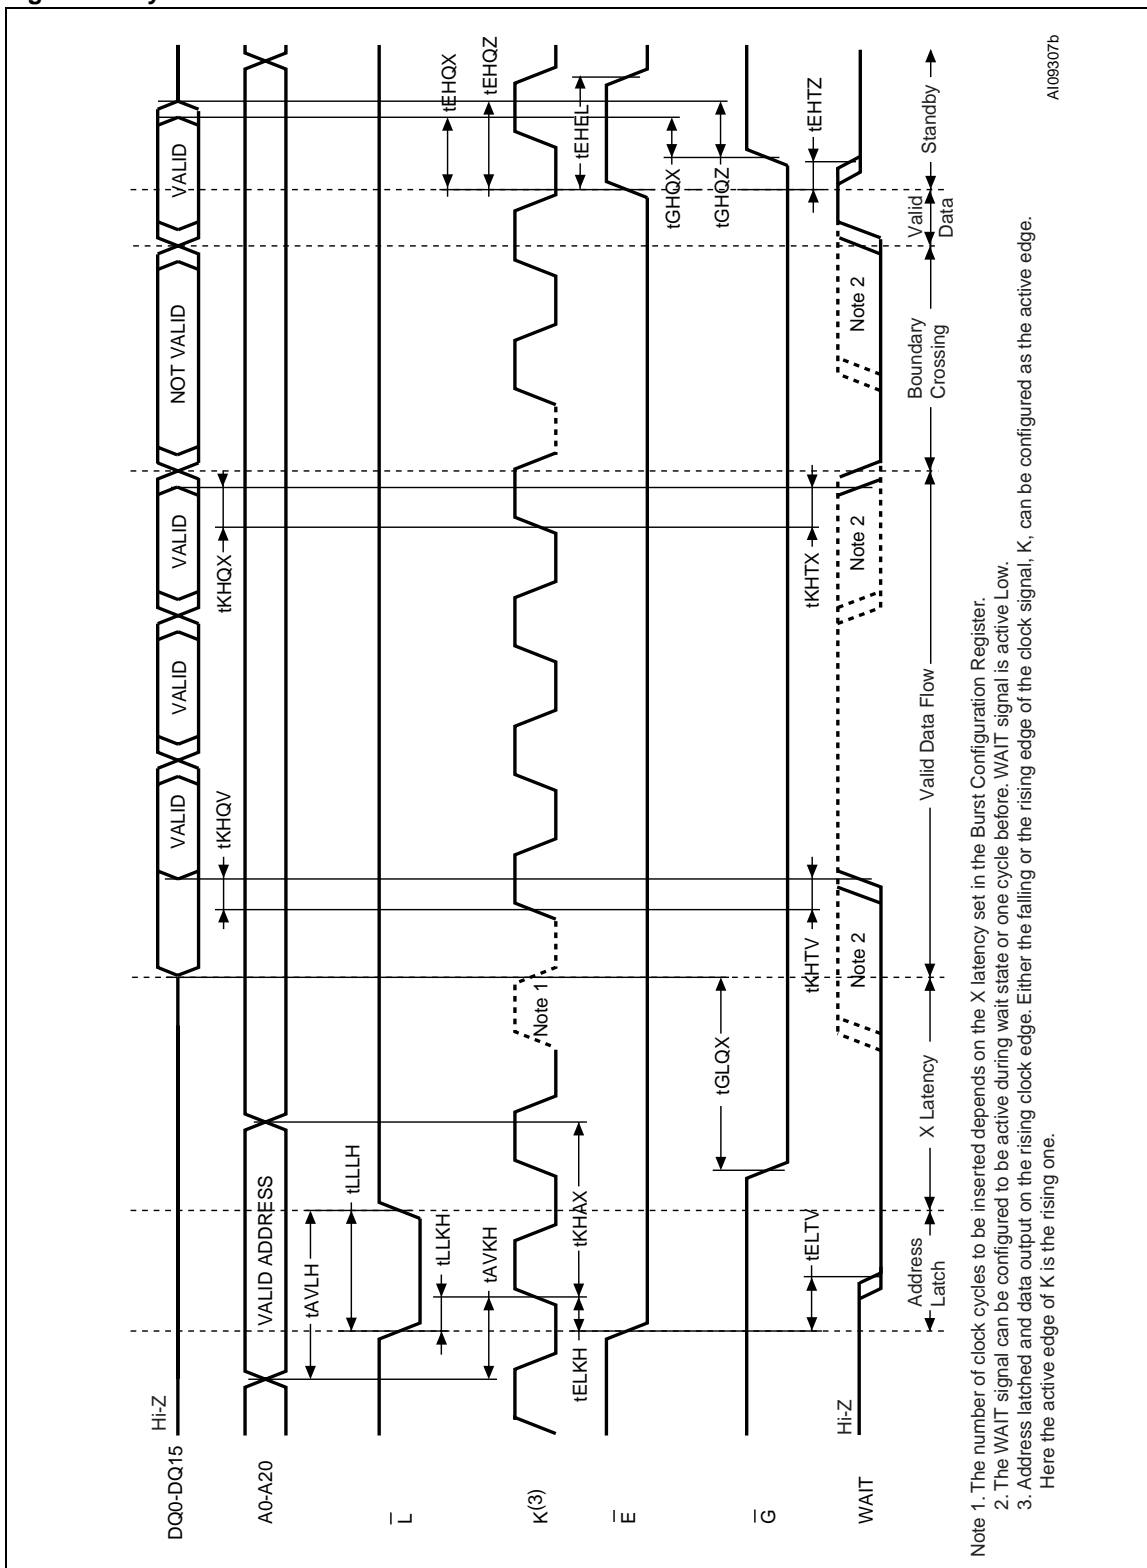 DQ0-DQ15
Hi-Z
VALID
VALID
VALID
NOT VALID
VALID
tKHQV
tKHQX
A0-A20
VALID ADDRESS
tAVLH
L
tLLLH
tLLKH
tAVKH
tEHQX
tEHQZ
K(3)
Note 1
tELKH
tKHAX
tEHEL
E
tGLQX
tGHQX
tGHQZ
G
tELTV
tKHTV
tKHTX
tEHTZ
WAIT
Hi-Z
Note 2
Note 2
Note 2
Address
Latch
X Latency
Valid Data Flow
Boundary
Crossing
Valid
Data
Standby
Note 1. The number of clock cycles to be inserted depends on the X latency set in the Burst Configuration Register.
2. The WAIT signal can be configured to be active during wait state or one cycle before. WAIT signal is active Low.
3. Address latched and data output on the rising clock edge. Either the falling or the rising edge of the clock signal, K, can be configured as the active edge.
Here the active edge of K is the rising one.
AI09307b